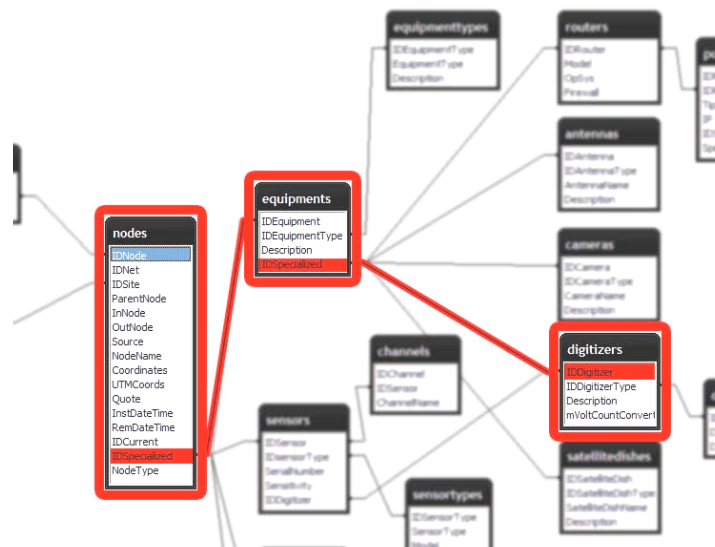 equipmenttypes
IDEquipmentType
EquipmentType
Description
routers
IDRouter
Model
OpSys
Firewall
antennas
IDAntenna
IDAntennaType
AntennaName
Description
equipments
IDEquipment
IDEquipmentType
Description
IDSpecialized
nodes
IDNode
IDNet
IDSite
ParentNode
InNode
OutNode
Source
NodeName
Coordinates
UTMCoords
Quote
InstDateTime
RemDateTime
IDCurrent
IDSpecialized
NodeType
cameras
IDCamera
IDCameraType
CameraName
Description
digitizers
IDDigitizer
IDDigitizerType
Description
mVoltCountConvert
channels
IDChannel
IDSensor
ChannelName
sensors
IDSensor
IDsensorType
SerialNumber
Sensitivity
IDDigitizer
satellitedishes
IDSatelliteDish
IDSatelliteDishType
SatelliteDishName
Description
sensortypes
IDSensorType
SensorType
Model